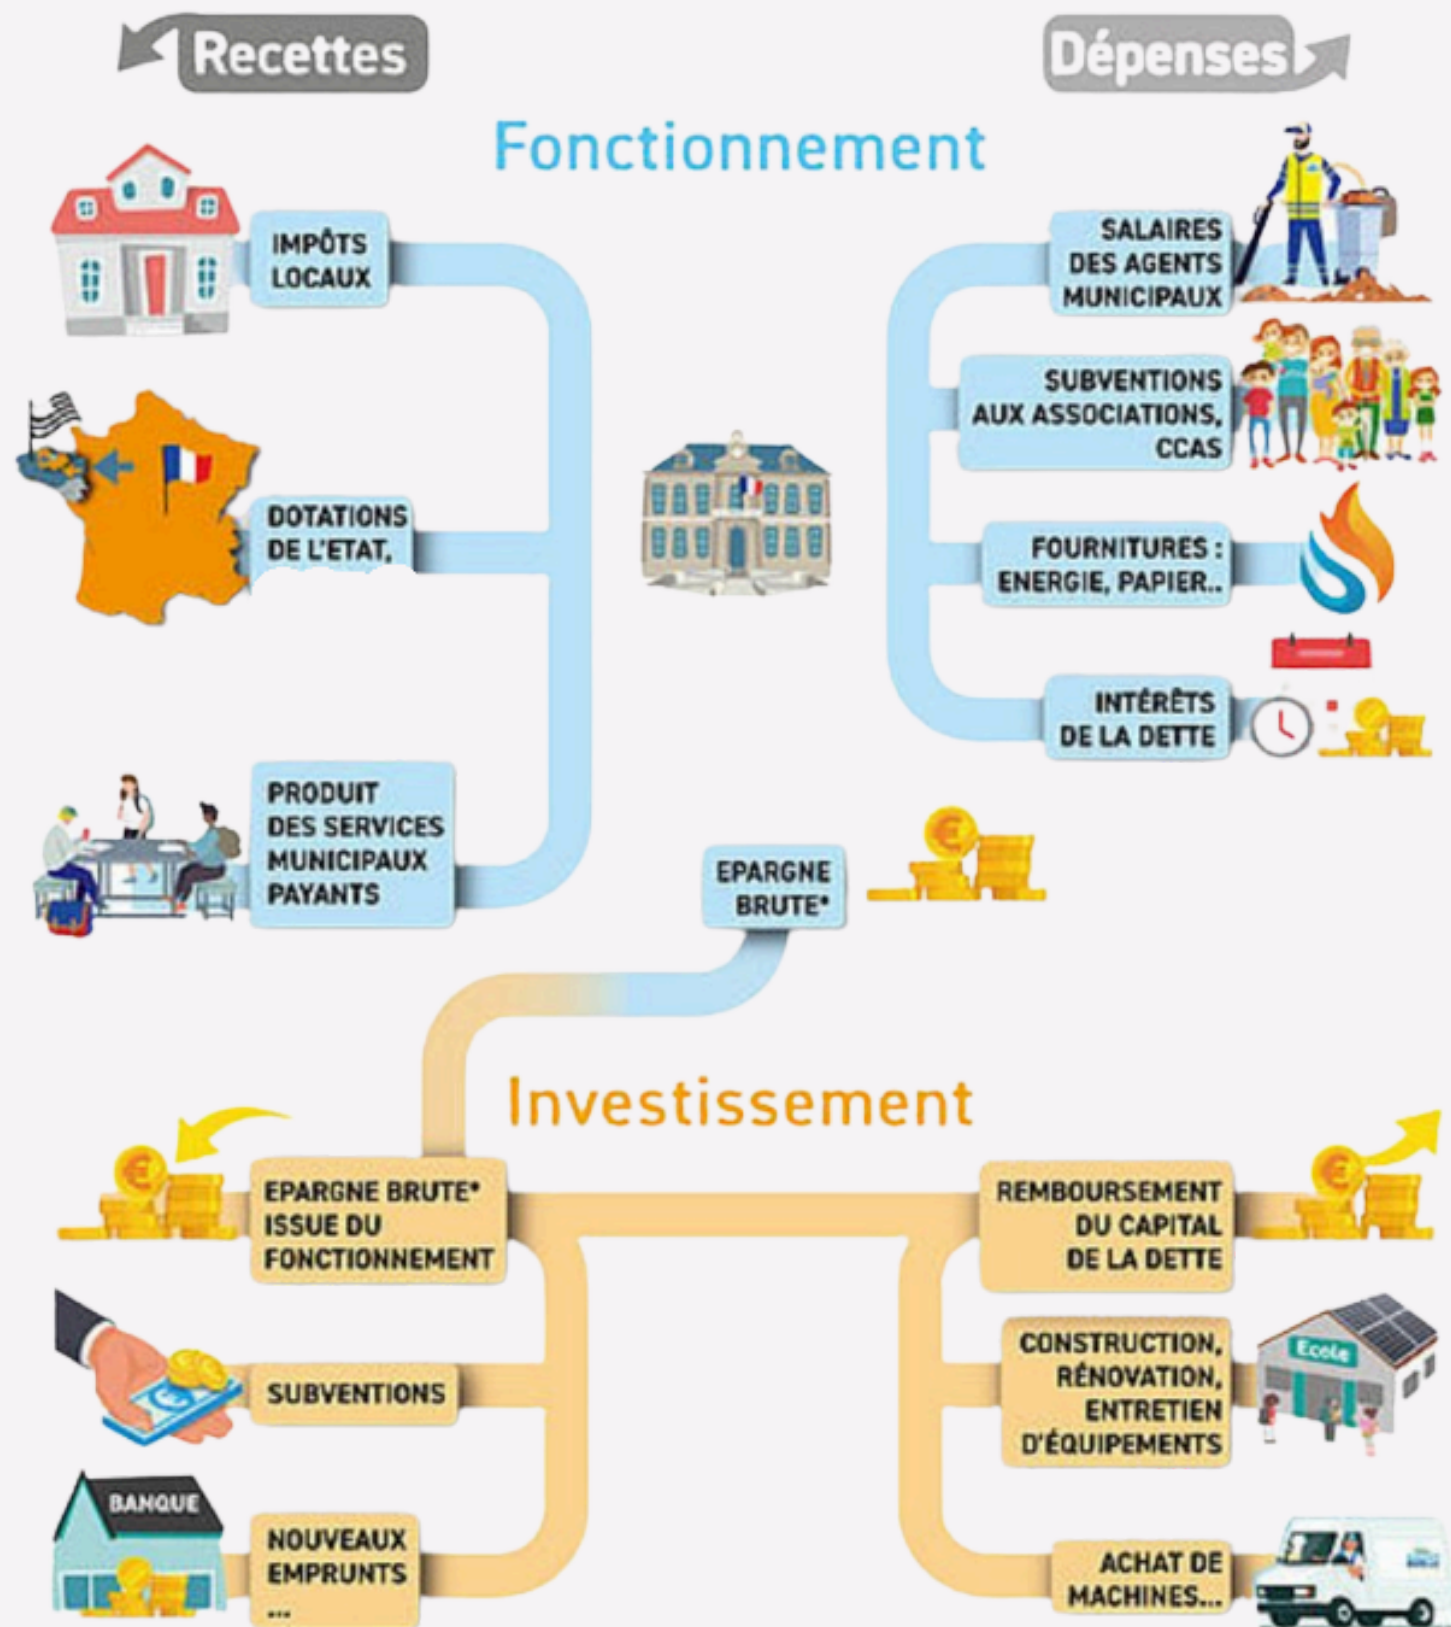 Recettes
Dépenses
Fonctionnement
IMPÔTS
LOCAUX
DOTATIONS
DE L'ETAT,
PRODUIT
DES SERVICES
MUNICIPAUX
PAYANTS
SALAIRES
DES AGENTS
MUNICIPAUX
SUBVENTIONS
AUX ASSOCIATIONS,
CCAS
FOURNITURES :
ENERGIE, PAPIER..
INTÉRÊTS
DE LA DETTE
EPARGNE
BRUTE*
Investissement
EPARGNE BRUTE*
ISSUE DU
FONCTIONNEMENT
SUBVENTIONS
BANQUE
NOUVEAUX
EMPRUNTS
...
REMBOURSEMENT
DU CAPITAL
DE LA DETTE
CONSTRUCTION,
RÉNOVATION,
ENTRETIEN
D'ÉQUIPEMENTS
Ecole
ACHAT DE
MACHINES...